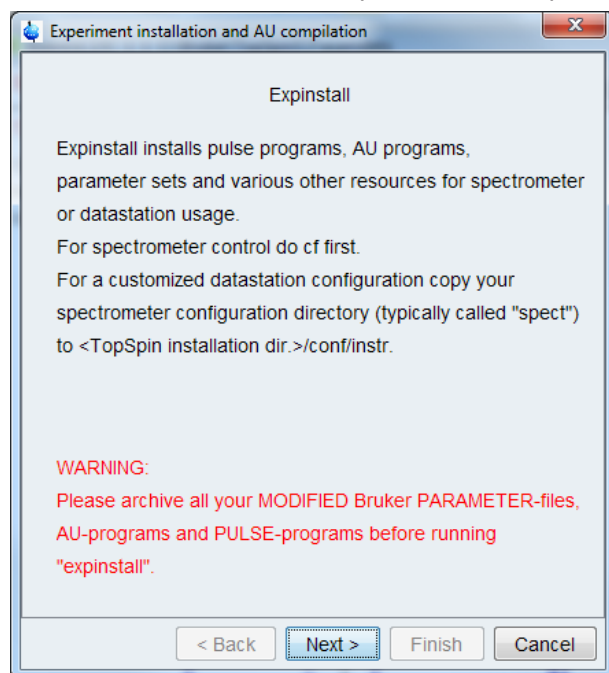 Experiment installation and AU compilation
Expinstall
Expinstall installs pulse programs, AU programs,
parameter sets and various other resources for spectrometer
or datastation usage.
For spectrometer control do cf first.
For a customized datastation configuration copy your
spectrometer configuration directory (typically called "spect")
to <TopSpin installation dir.>/conf/instr.
WARNING:
Please archive all your MODIFIED Bruker PARAMETER-files,
AU-programs and PULSE-programs before running
"expinstall".
< Back Next > Finish Cancel